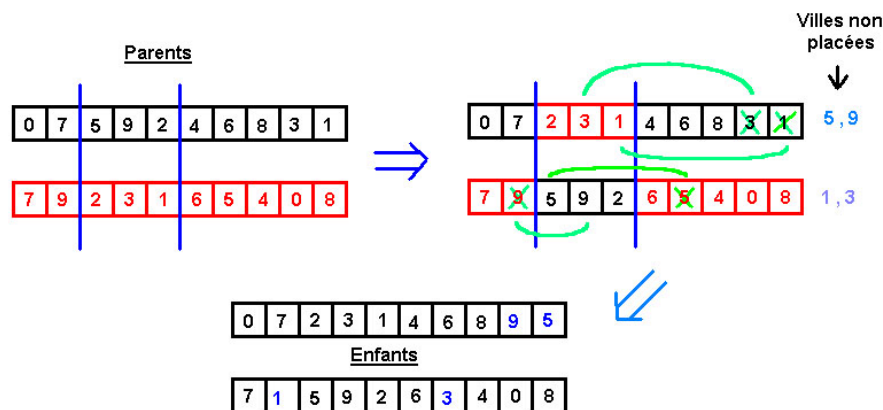 Villes non
placées
Parents
0 7 5 9 2 4 6 8 3 1
0 7 2 3 1 4 6 8 3 1 5 , 9
7 9 2 3 1 6 5 4 0 8
7 9 5 9 2 6 5 4 0 8 1 , 3
0 7 2 3 1 4 6 8 9 5
Enfants
7 1 5 9 2 6 3 4 0 8